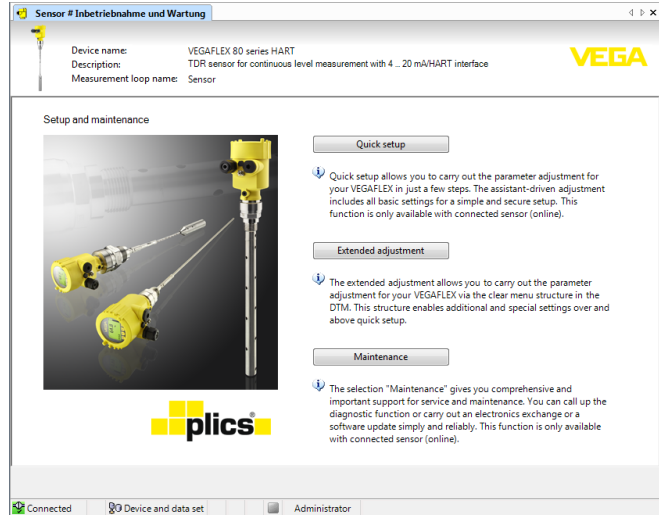 Sensor # Inbetriebnahme und Wartung
Device name: VEGAFLEX 80 series HART
Description: TDR sensor for continuous level measurement with 4 .. 20 mA/HART interface
Measurement loop name: Sensor
VEGA
Setup and maintenance
Quick setup
Quick setup allows you to carry out the parameter adjustment for
your VEGAFLEX in just a few steps. The assistant-driven adjustment
includes all basic settings for a simple and secure setup. This
function is only available with connected sensor (online).
Extended adjustment
The extended adjustment allows you to carry out the parameter
adjustment for your VEGAFLEX via the clear menu structure in the
DTM. This structure enables additional and special settings over and
above quick setup.
Maintenance
The selection "Maintenance" gives you comprehensive and
important support for service and maintenance. You can call up the
diagnostic function or carry out an electronics exchange or a
software update simply and reliably. This function is only available
with connected sensor (online).
plics®
Connected Device and data set Administrator